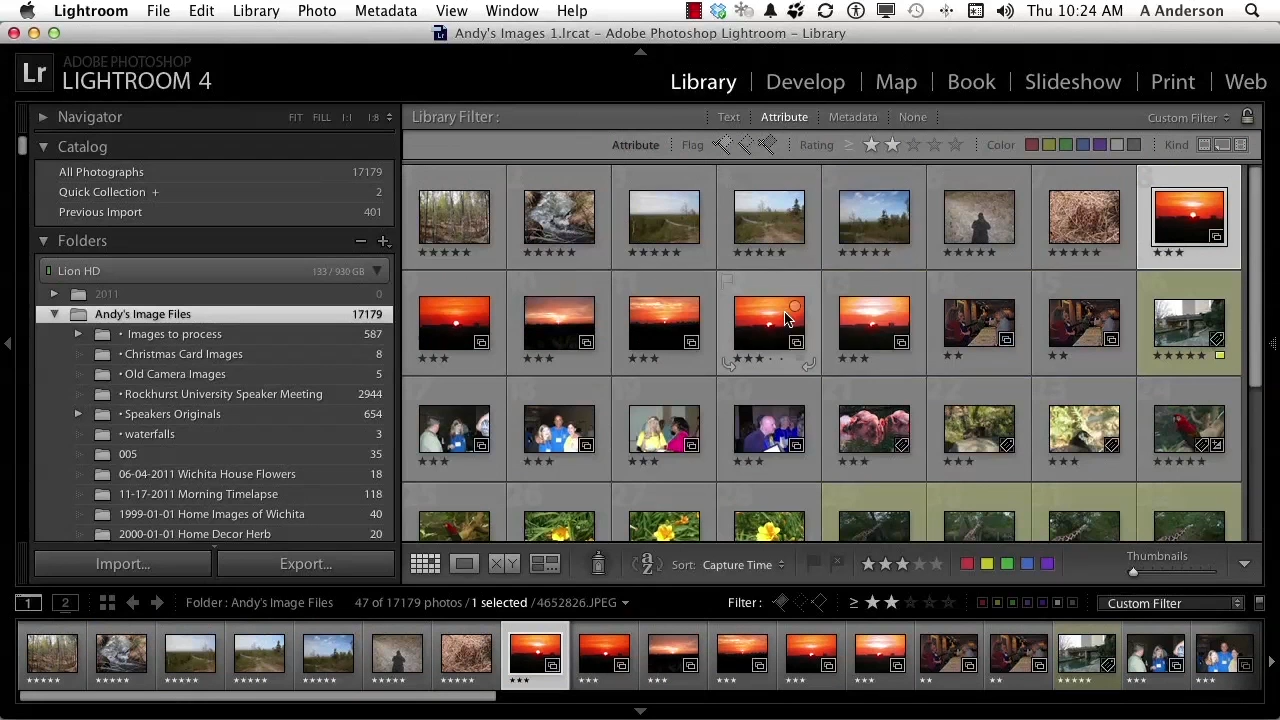 Lightroom File Edit Library Photo Metadata View Window Help Thu 10:24 AM A Anderson
Andy's Images 1.lrcat – Adobe Photoshop Lightroom – Library
Lr ADOBE PHOTOSHOP
LIGHTROOM 4
Library | Develop | Map | Book | Slideshow | Print | Web
Navigator FIT FILL 1:1 1:8
Catalog
All Photographs 17179
Quick Collection + 2
Previous Import 401
Folders
Lion HD 133 / 930 GB
2011 0
Andy's Image Files 17179
• Images to process 587
• Christmas Card Images 8
• Old Camera Images 5
• Rockhurst University Speaker Meeting 2944
• Speakers Originals 654
• waterfalls 3
005 35
06-04-2011 Wichita House Flowers 18
11-17-2011 Morning Timelapse 118
1999-01-01 Home Images of Wichita 40
2000-01-01 Home Decor Herb 20
Import... Export...
Library Filter : Text Attribute Metadata None Custom Filter
Attribute Flag Rating ≥ ★★ Color Kind
Sort: Capture Time Thumbnails
1 2 Folder : Andy's Image Files 47 of 17179 photos / 1 selected / 4652826.JPEG Filter : ≥ ★★ Custom Filter